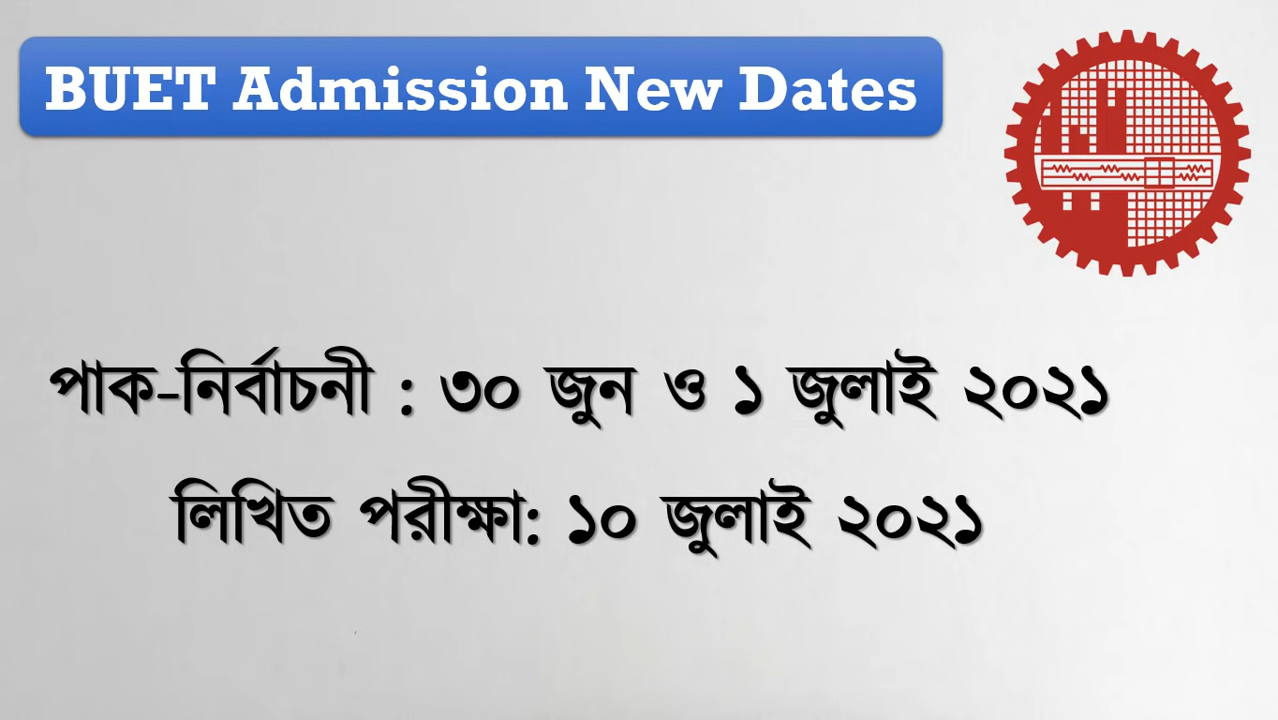 BUET Admission New Dates
পাক-নির্বাচনী : ৩০ জুন ও ১ জুলাই ২০২১
লিখিত পরীক্ষা: ১০ জুলাই ২০২১